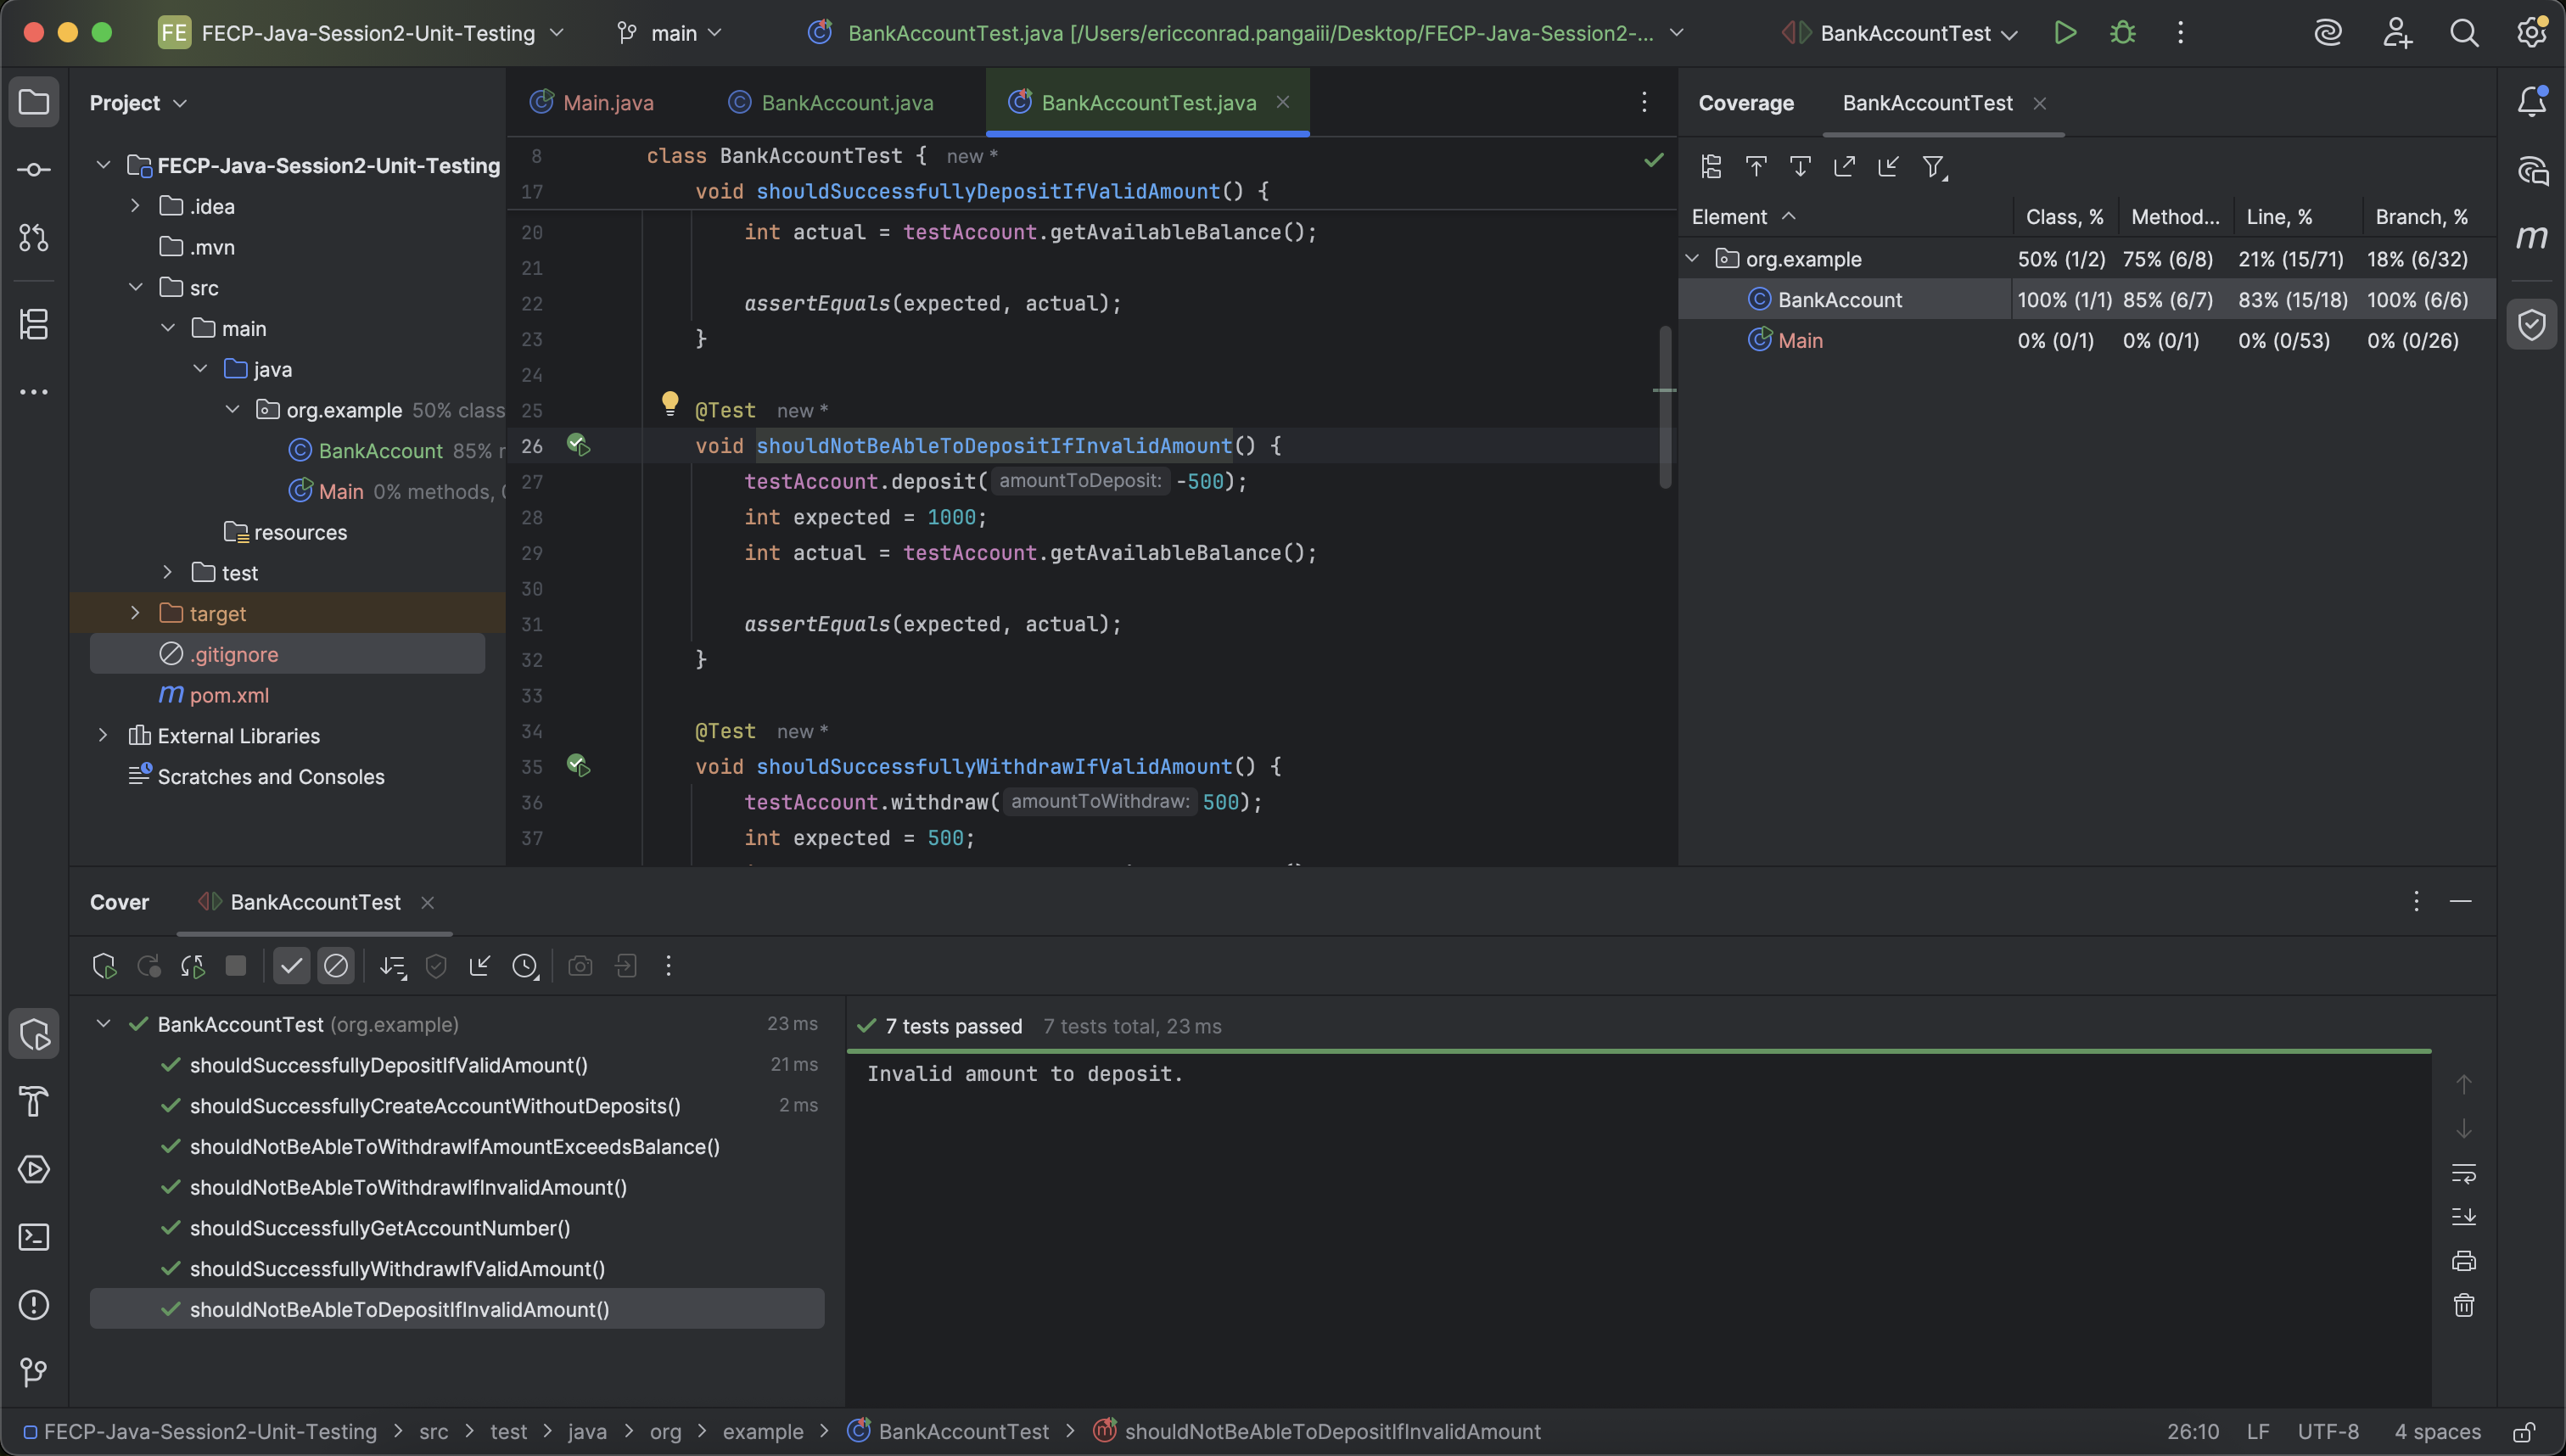 FE FECP-Java-Session2-Unit-Testing main BankAccountTest.java [/Users/ericconrad.pangaiii/Desktop/FECP-Java-Session2-... BankAccountTest
Project
FECP-Java-Session2-Unit-Testing
.idea
.mvn
src
main
java
org.example 50% class
BankAccount 85% r
Main 0% methods, 0
resources
test
target
.gitignore
m pom.xml
External Libraries
Scratches and Consoles
Main.java BankAccount.java BankAccountTest.java
8 class BankAccountTest { new *
17 void shouldSuccessfullyDepositIfValidAmount() {
20 int actual = testAccount.getAvailableBalance();
21
22 assertEquals(expected, actual);
23 }
24
25 @Test new *
26 void shouldNotBeAbleToDepositIfInvalidAmount() {
27 testAccount.deposit( amountToDeposit: -500);
28 int expected = 1000;
29 int actual = testAccount.getAvailableBalance();
30
31 assertEquals(expected, actual);
32 }
33
34 @Test new *
35 void shouldSuccessfullyWithdrawIfValidAmount() {
36 testAccount.withdraw( amountToWithdraw: 500);
37 int expected = 500;
Coverage BankAccountTest
Element Class, % Method... Line, % Branch, %
org.example 50% (1/2) 75% (6/8) 21% (15/71) 18% (6/32)
BankAccount 100% (1/1) 85% (6/7) 83% (15/18) 100% (6/6)
Main 0% (0/1) 0% (0/1) 0% (0/53) 0% (0/26)
m
Cover BankAccountTest
BankAccountTest (org.example) 23 ms
shouldSuccessfullyDepositIfValidAmount() 21 ms
shouldSuccessfullyCreateAccountWithoutDeposits() 2 ms
shouldNotBeAbleToWithdrawIfAmountExceedsBalance()
shouldNotBeAbleToWithdrawIfInvalidAmount()
shouldSuccessfullyGetAccountNumber()
shouldSuccessfullyWithdrawIfValidAmount()
shouldNotBeAbleToDepositIfInvalidAmount()
7 tests passed 7 tests total, 23 ms
Invalid amount to deposit.
FECP-Java-Session2-Unit-Testing > src > test > java > org > example > BankAccountTest > shouldNotBeAbleToDepositIfInvalidAmount 26:10 LF UTF-8 4 spaces